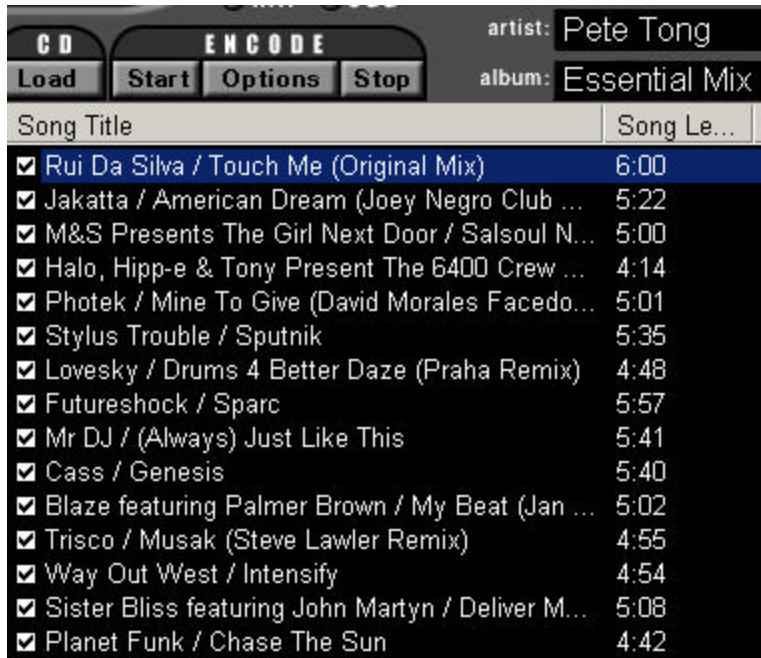 CD
ENCODE
artist: Pete Tong
Load Start Options Stop
album: Essential Mix
Song Title Song Le...
Rui Da Silva / Touch Me (Original Mix) 6:00
Jakatta / American Dream (Joey Negro Club ... 5:22
M&S Presents The Girl Next Door / Salsoul N... 5:00
Halo, Hipp-e & Tony Present The 6400 Crew ... 4:14
Photek / Mine To Give (David Morales Facedo... 5:01
Stylus Trouble / Sputnik 5:35
Lovesky / Drums 4 Better Daze (Praha Remix) 4:48
Futureshock / Sparc 5:57
Mr DJ / (Always) Just Like This 5:41
Cass / Genesis 5:40
Blaze featuring Palmer Brown / My Beat (Jan ... 5:02
Trisco / Musak (Steve Lawler Remix) 4:55
Way Out West / Intensify 4:54
Sister Bliss featuring John Martyn / Deliver M... 5:08
Planet Funk / Chase The Sun 4:42